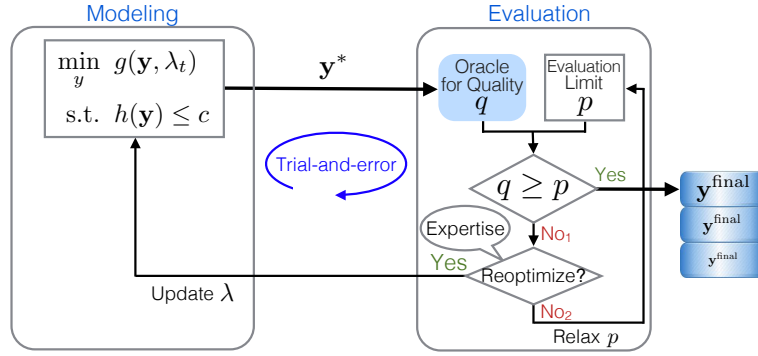 Modeling
Evaluation
min g(y, λ_t)
y
s.t. h(y) ≤ c
y*
Oracle
for Quality
q
Evaluation
Limit
p
Trial-and-error
q ≥ p
Yes
y^final
y^final
y^final
No₁
Expertise
Reoptimize?
Yes
Update λ
No₂
Relax p